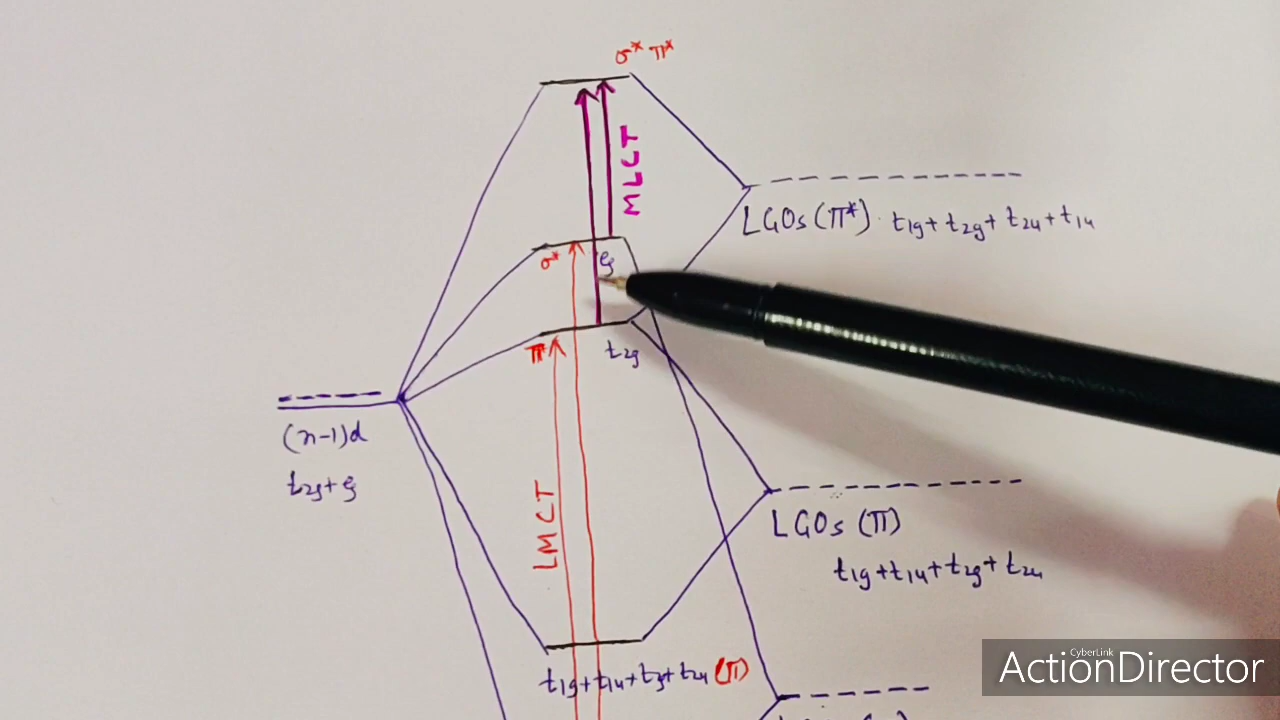 σ* π*
MLCT
LGOs (π*) . t1g + t2g + t2u + t1u
σ*
eg
π
t2g
(n-1)d
t2g + eg
LMCT
LGOs (π)
t1g + t1u + t2g + t2u
t1g + t1u + t2g + t2u (π)
CyberLink
ActionDirector